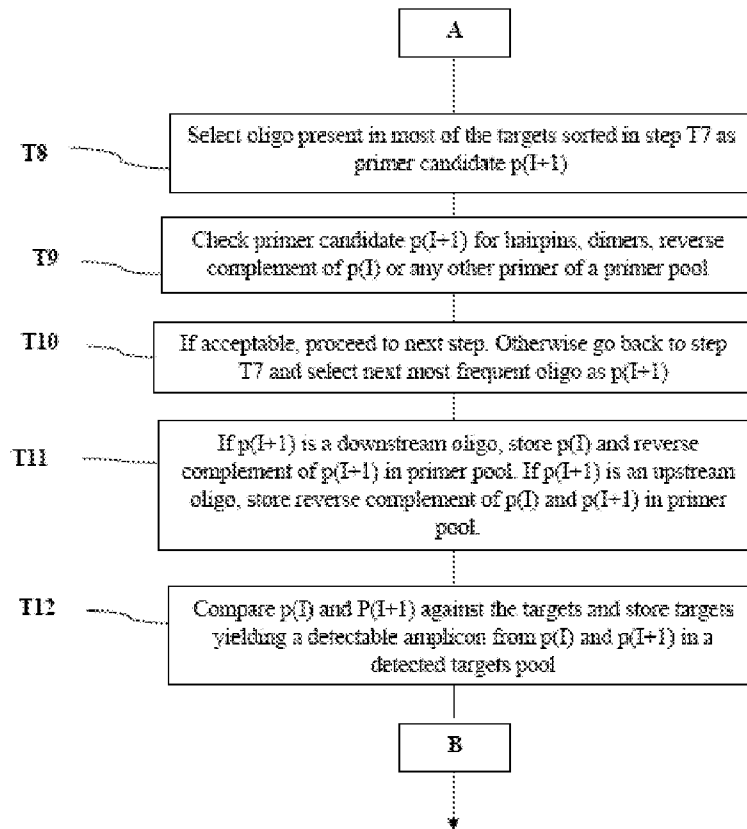 A
T8
Select oligo present in most of the targets sorted in step T7 as
primer candidate p(I+1)
T9
Check primer candidate p(I+1) for hairpins, dimers, reverse
complement of p(I) or any other primer of a primer pool
T10
If acceptable, proceed to next step. Otherwise go back to step
T7 and select next most frequent oligo as p(I+1)
T11
If p(I+1) is a downstream oligo, store p(I) and reverse
complement of p(I+1) in primer pool. If p(I+1) is an upstream
oligo, store reverse complement of p(I) and p(I+1) in primer
pool.
T12
Compare p(I) and P(I+1) against the targets and store targets
yielding a detectable amplicon from p(I) and p(I+1) in a
detected targets pool
B